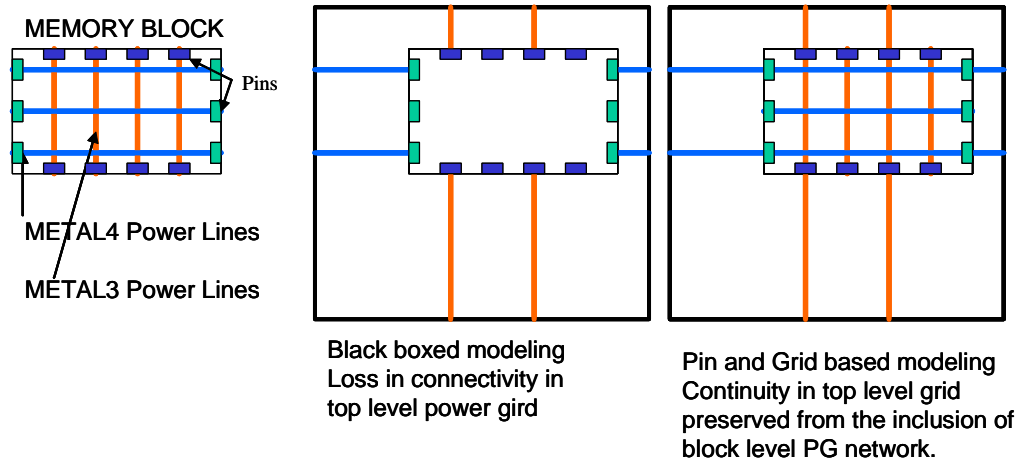 MEMORY BLOCK
Pins
METAL4 Power Lines
METAL3 Power Lines
Black boxed modeling
Loss in connectivity in
top level power gird
Pin and Grid based modeling
Continuity in top level grid
preserved from the inclusion of
block level PG network.